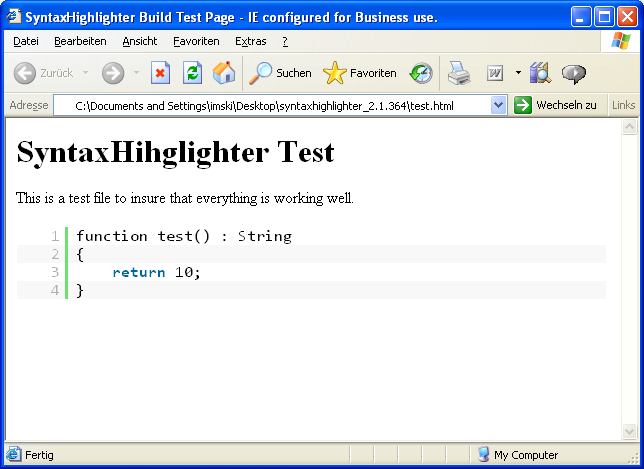 SyntaxHighlighter Build Test Page - IE configured for Business use.
Datei Bearbeiten Ansicht Favoriten Extras ?
Zurück Suchen Favoriten W
Adresse C:\Documents and Settings\imski\Desktop\syntaxhighlighter_2.1.364\test.html Wechseln zu Links
SyntaxHihglighter Test
This is a test file to insure that everything is working well.
1 function test() : String
2 {
3 return 10;
4 }
Fertig My Computer